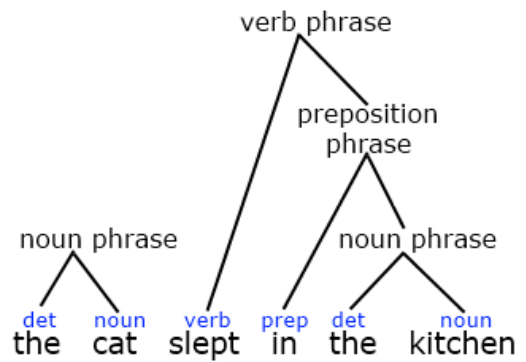 verb phrase
preposition
phrase
noun phrase noun phrase
det noun verb prep det noun
the cat slept in the kitchen